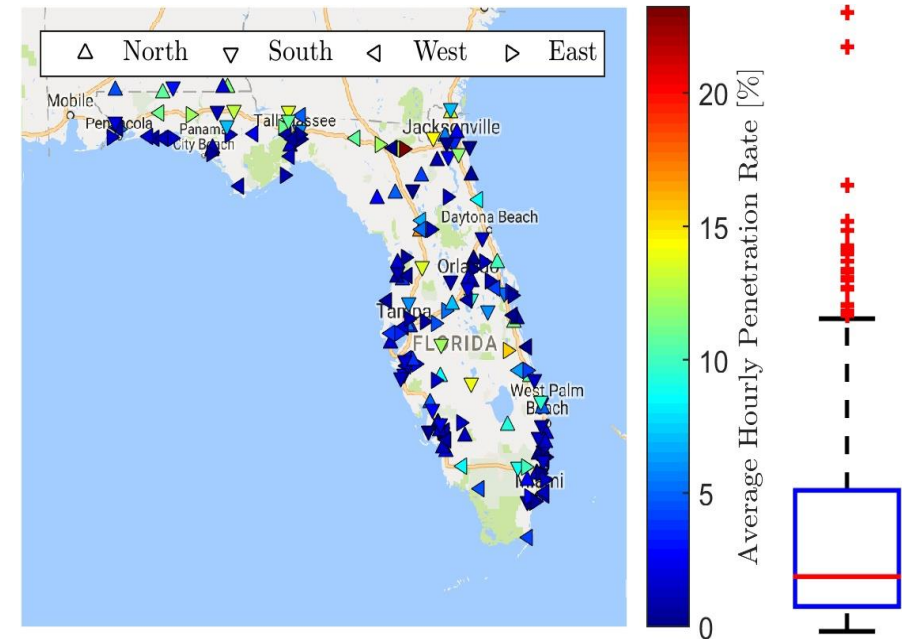 North South West East
Mobile
Pensacola
Panama
City Beach
Tallahassee
Jacksonville
Daytona Beach
Orlando
Tampa
FLORIDA
West Palm
Beach
Miami
20
15
10
5
0
Average Hourly Penetration Rate [%]